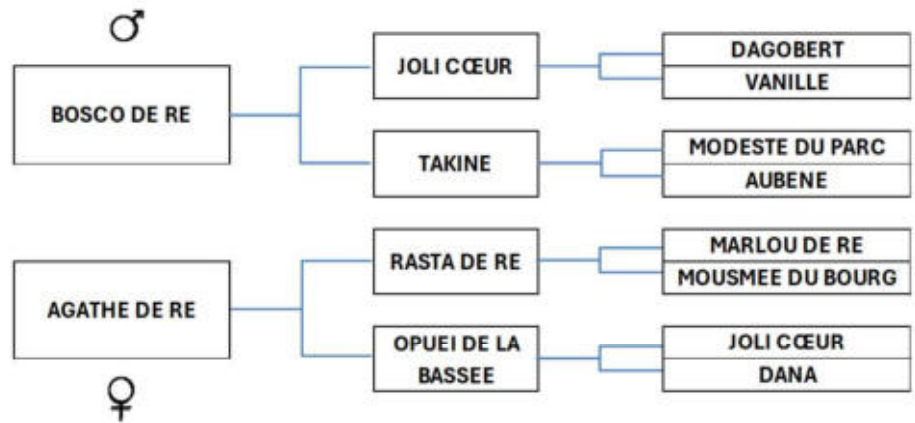 ♂
BOSCO DE RE
JOLI CŒUR
DAGOBERT
VANILLE
TAKINE
MODESTE DU PARC
AUBENE
AGATHE DE RE
RASTA DE RE
MARLOU DE RE
MOUSMEE DU BOURG
OPUEI DE LA
BASSEE
JOLI CŒUR
DANA
♀